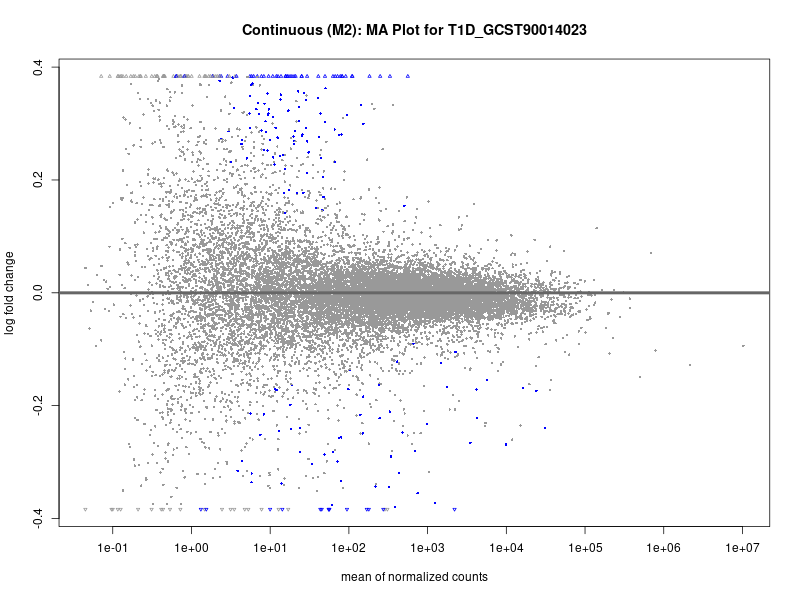 Continuous (M2): MA Plot for T1D_GCST90014023
log fold change
0.4
0.2
0.0
-0.2
-0.4
1e-01 1e+00 1e+01 1e+02 1e+03 1e+04 1e+05 1e+06 1e+07
mean of normalized counts